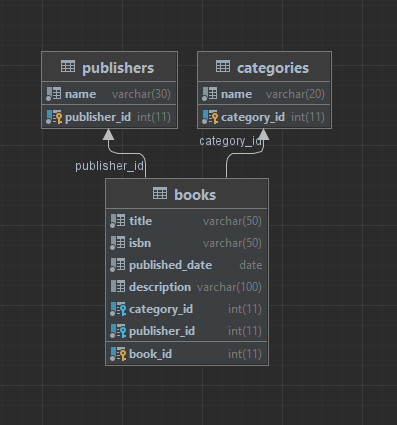 publishers
name varchar(30)
publisher_id int(11)
categories
name varchar(20)
category_id int(11)
publisher_id
category_id
books
title varchar(50)
isbn varchar(50)
published_date date
description varchar(100)
category_id int(11)
publisher_id int(11)
book_id int(11)